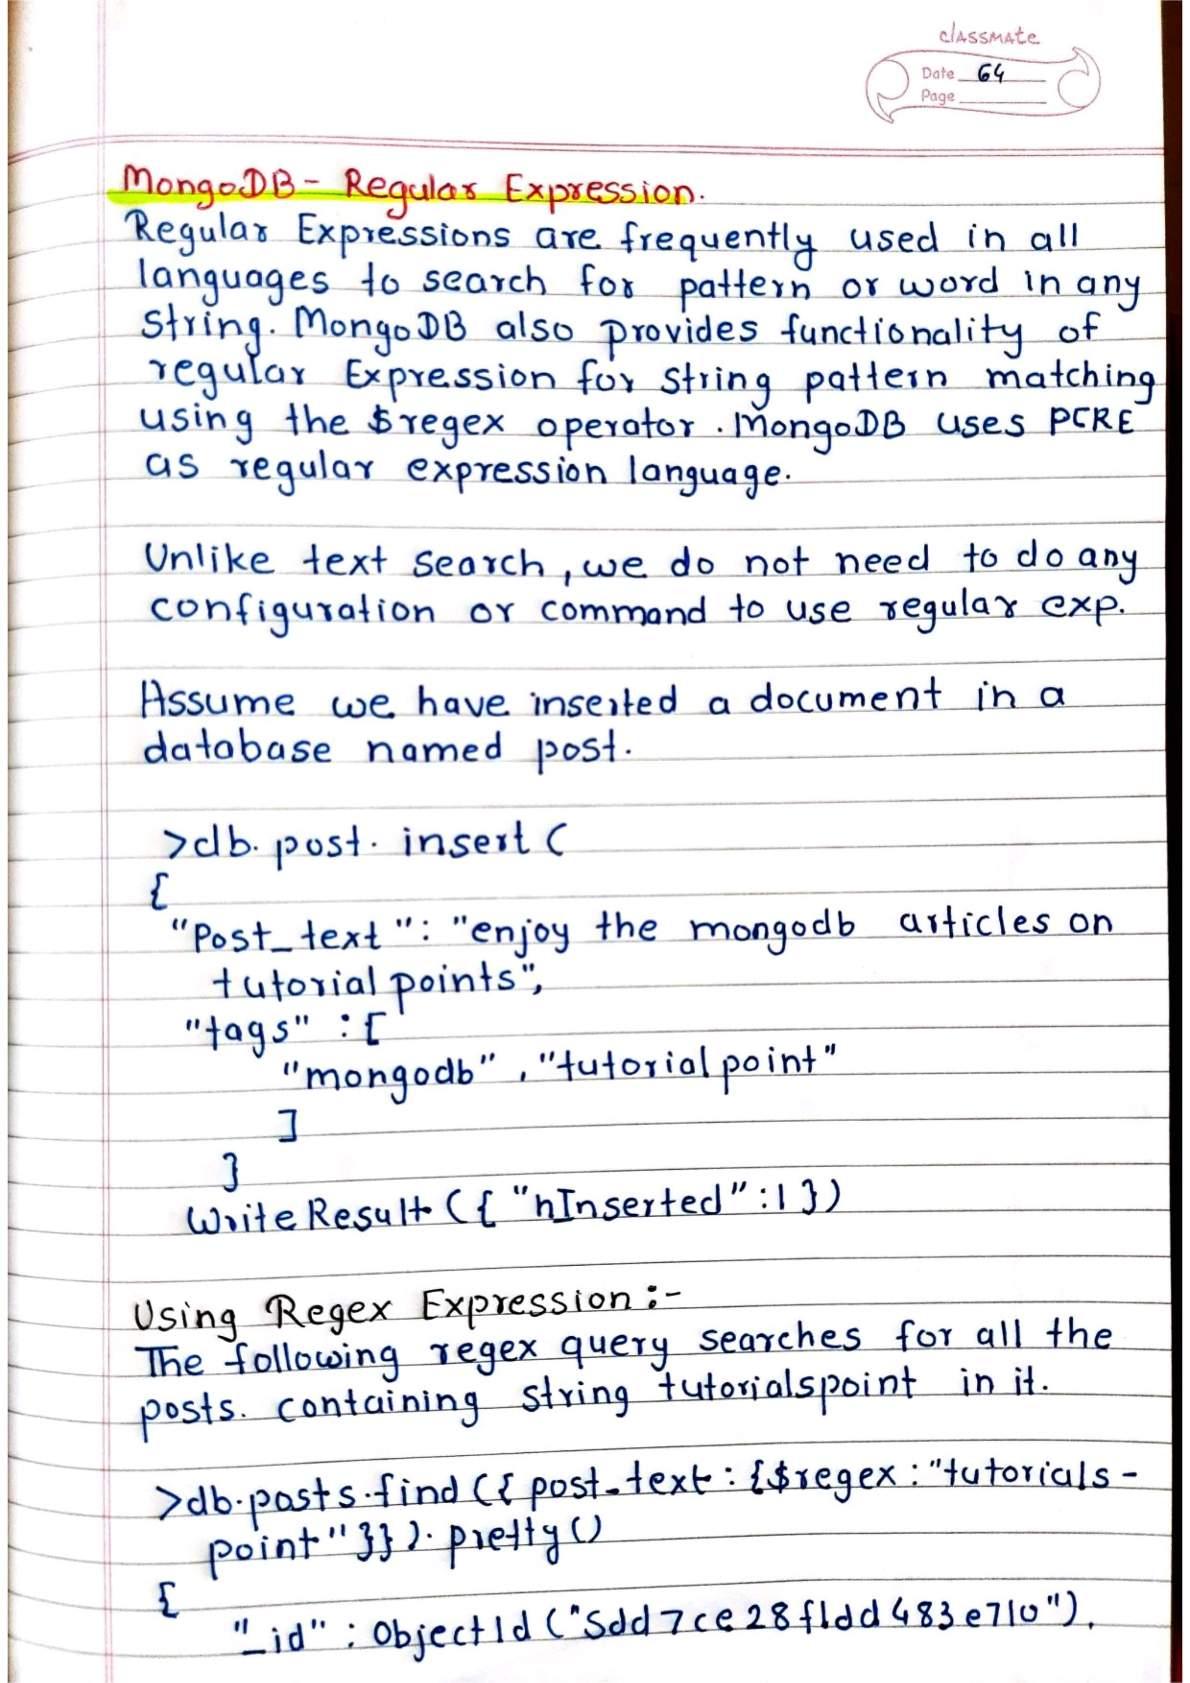 classmate
Date 64
Page
MongoDB - Regular Expression.
Regular Expressions are frequently used in all
languages to search for pattern or word in any
string. MongoDB also provides functionality of
regular Expression for string pattern matching
using the $regex operator. MongoDB uses PCRE
as regular expression language.
Unlike text search, we do not need to do any
configuration or command to use regular exp.
Assume we have inserted a document in a
database named post.
>db.post.insert(
{
"Post_text": "enjoy the mongodb articles on
tutorial points",
"tags" : [
"mongodb", "tutorial point"
]
}
WriteResult ({ "nInserted" : 1 })
Using Regex Expression :-
The following regex query searches for all the
posts. containing string tutorialspoint in it.
>db.posts.find({ post_text : {$regex : "tutorials-
point" }}). pretty()
{
"_id" : ObjectId ("5dd7ce28f1dd483e710"),